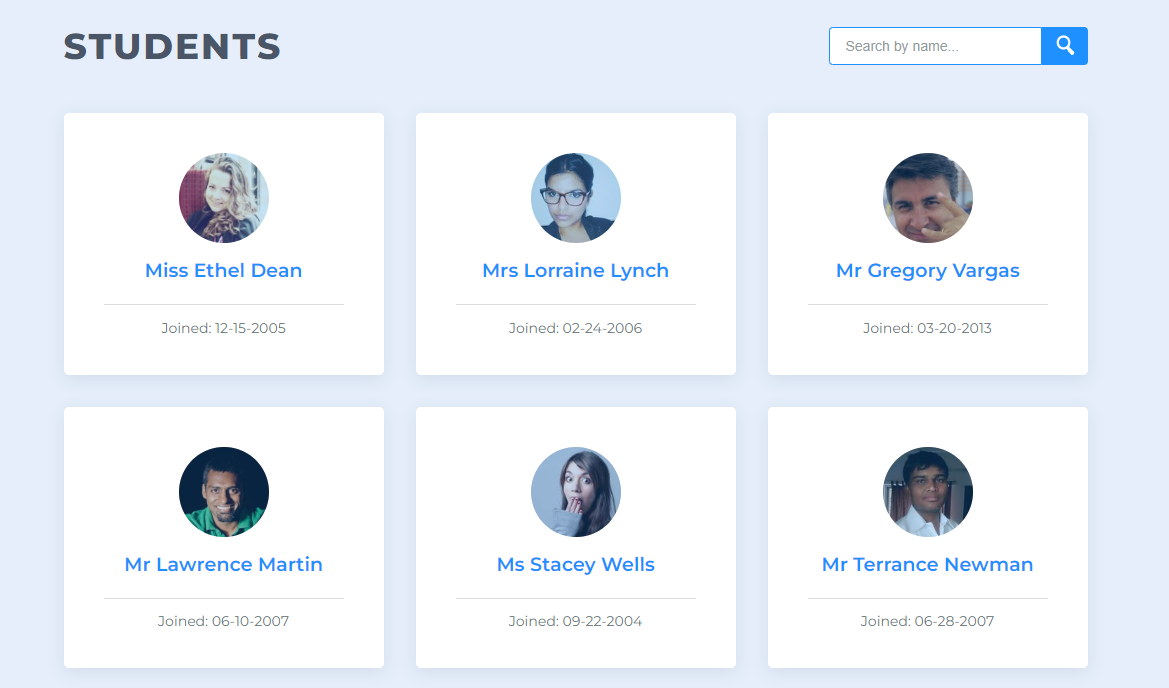 STUDENTS
Search by name...
Miss Ethel Dean
Joined: 12-15-2005
Mrs Lorraine Lynch
Joined: 02-24-2006
Mr Gregory Vargas
Joined: 03-20-2013
Mr Lawrence Martin
Joined: 06-10-2007
Ms Stacey Wells
Joined: 09-22-2004
Mr Terrance Newman
Joined: 06-28-2007